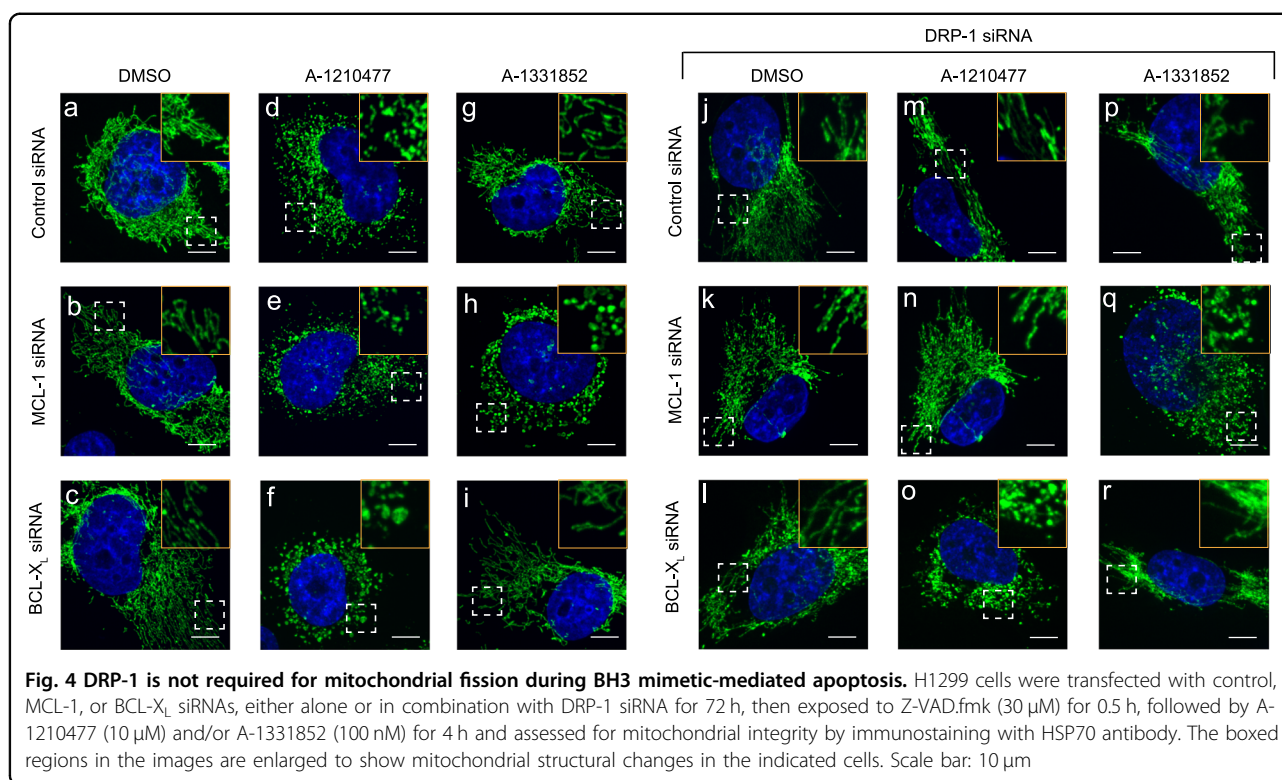 DRP-1 siRNA
DMSO A-1210477 A-1331852 DMSO A-1210477 A-1331852
Control siRNA a d g Control siRNA j m p
MCL-1 siRNA b e h MCL-1 siRNA k n q
BCL-XL siRNA c f i BCL-XL siRNA l o r
Fig. 4 DRP-1 is not required for mitochondrial fission during BH3 mimetic-mediated apoptosis. H1299 cells were transfected with control,
MCL-1, or BCL-XL siRNAs, either alone or in combination with DRP-1 siRNA for 72 h, then exposed to Z-VAD.fmk (30 μM) for 0.5 h, followed by A-
1210477 (10 μM) and/or A-1331852 (100 nM) for 4 h and assessed for mitochondrial integrity by immunostaining with HSP70 antibody. The boxed
regions in the images are enlarged to show mitochondrial structural changes in the indicated cells. Scale bar: 10 μm